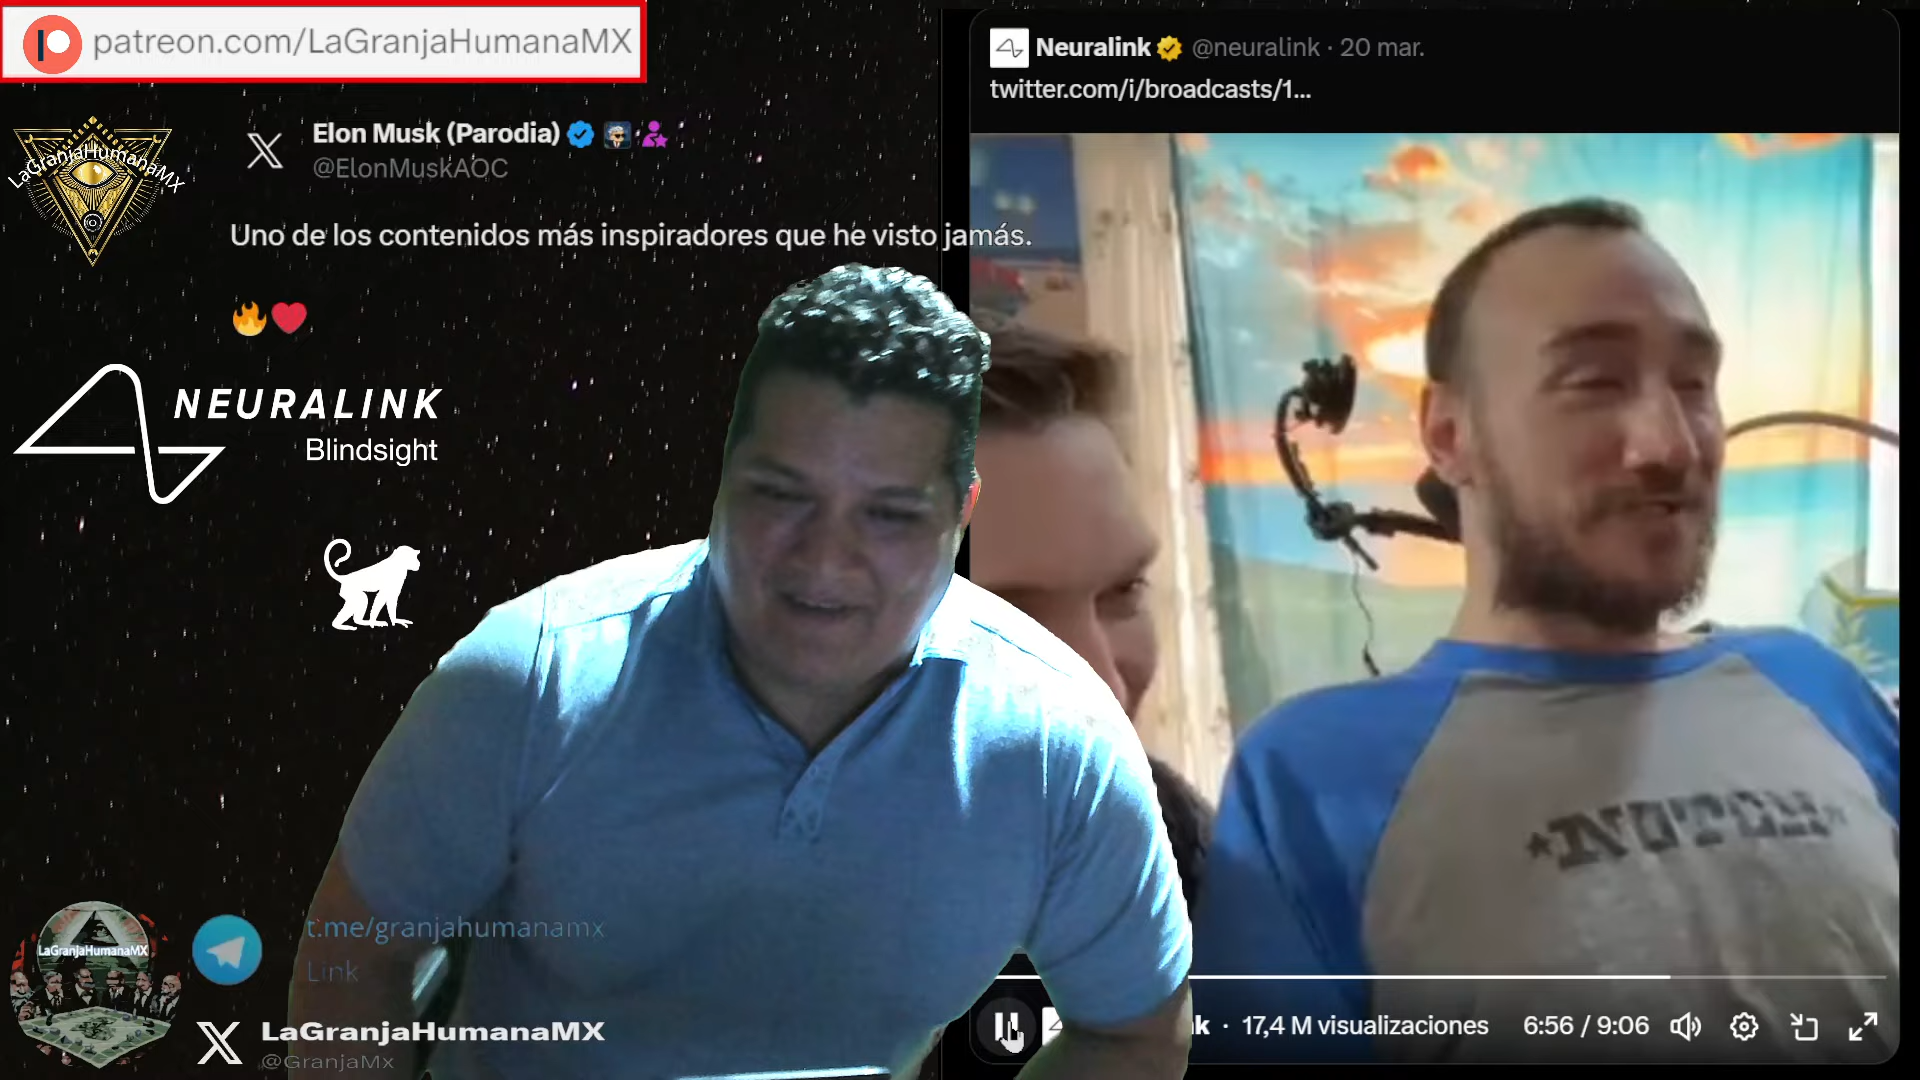 patreon.com/LaGranjaHumanaMX
LaGranjaHumanaMX
Elon Musk (Parodia)
@ElonMuskAOC
Uno de los contenidos más inspiradores que he visto jamás.
NEURALINK
Blindsight
LaGranjaHumanaMX
t.me/granjahumanamx
Link
LaGranjaHumanaMX
@GranjaMx
Neuralink @neuralink · 20 mar.
twitter.com/i/broadcasts/1...
k · 17,4 M visualizaciones 6:56 / 9:06